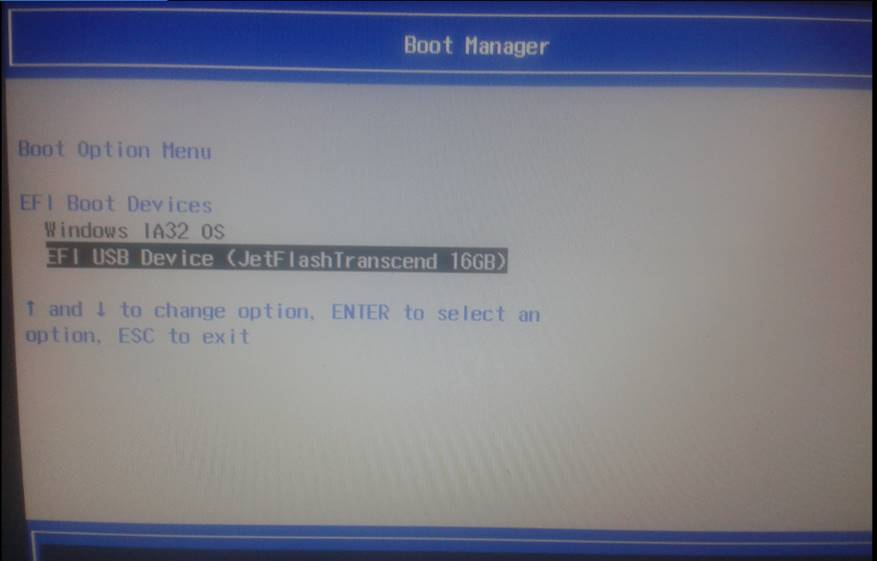 Boot Manager
Boot Option Menu
EFI Boot Devices
Windows IA32 OS
EFI USB Device (JetFlashTranscend 16GB)
↑ and ↓ to change option, ENTER to select an
option, ESC to exit